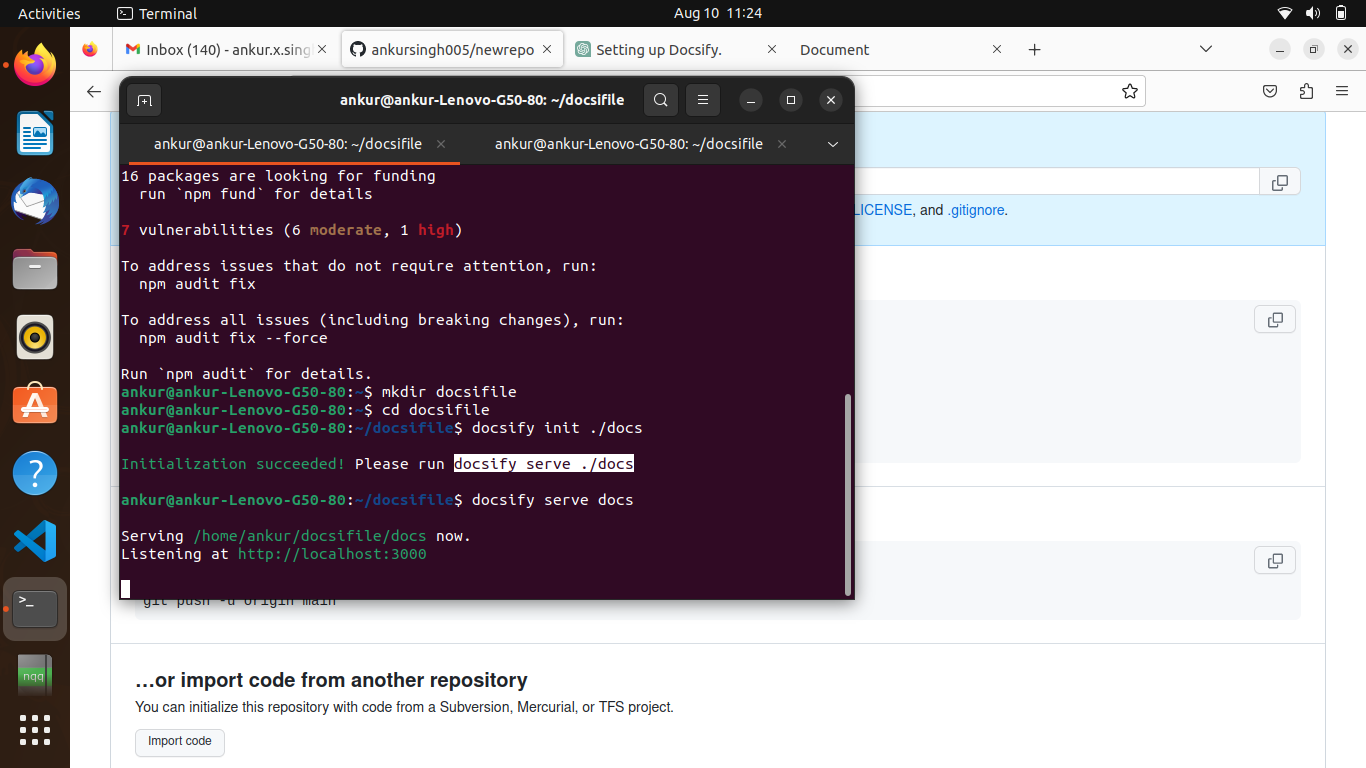 Activities
Terminal
Aug 10 11:24
Inbox (140) - ankur.x.sing
ankursingh005/newrepo
Setting up Docsify.
Document
ankur@ankur-Lenovo-G50-80: ~/docsifile
ankur@ankur-Lenovo-G50-80: ~/docsifile
ankur@ankur-Lenovo-G50-80: ~/docsifile
16 packages are looking for funding
run `npm fund` for details
7 vulnerabilities (6 moderate, 1 high)
To address issues that do not require attention, run:
npm audit fix
To address all issues (including breaking changes), run:
npm audit fix --force
Run `npm audit` for details.
ankur@ankur-Lenovo-G50-80:~$ mkdir docsifile
ankur@ankur-Lenovo-G50-80:~$ cd docsifile
ankur@ankur-Lenovo-G50-80:~/docsifile$ docsify init ./docs
Initialization succeeded! Please run docsify serve ./docs
ankur@ankur-Lenovo-G50-80:~/docsifile$ docsify serve docs
Serving /home/ankur/docsifile/docs now.
Listening at http://localhost:3000
LICENSE, and .gitignore.
git push -u origin main
…or import code from another repository
You can initialize this repository with code from a Subversion, Mercurial, or TFS project.
Import code
nqq